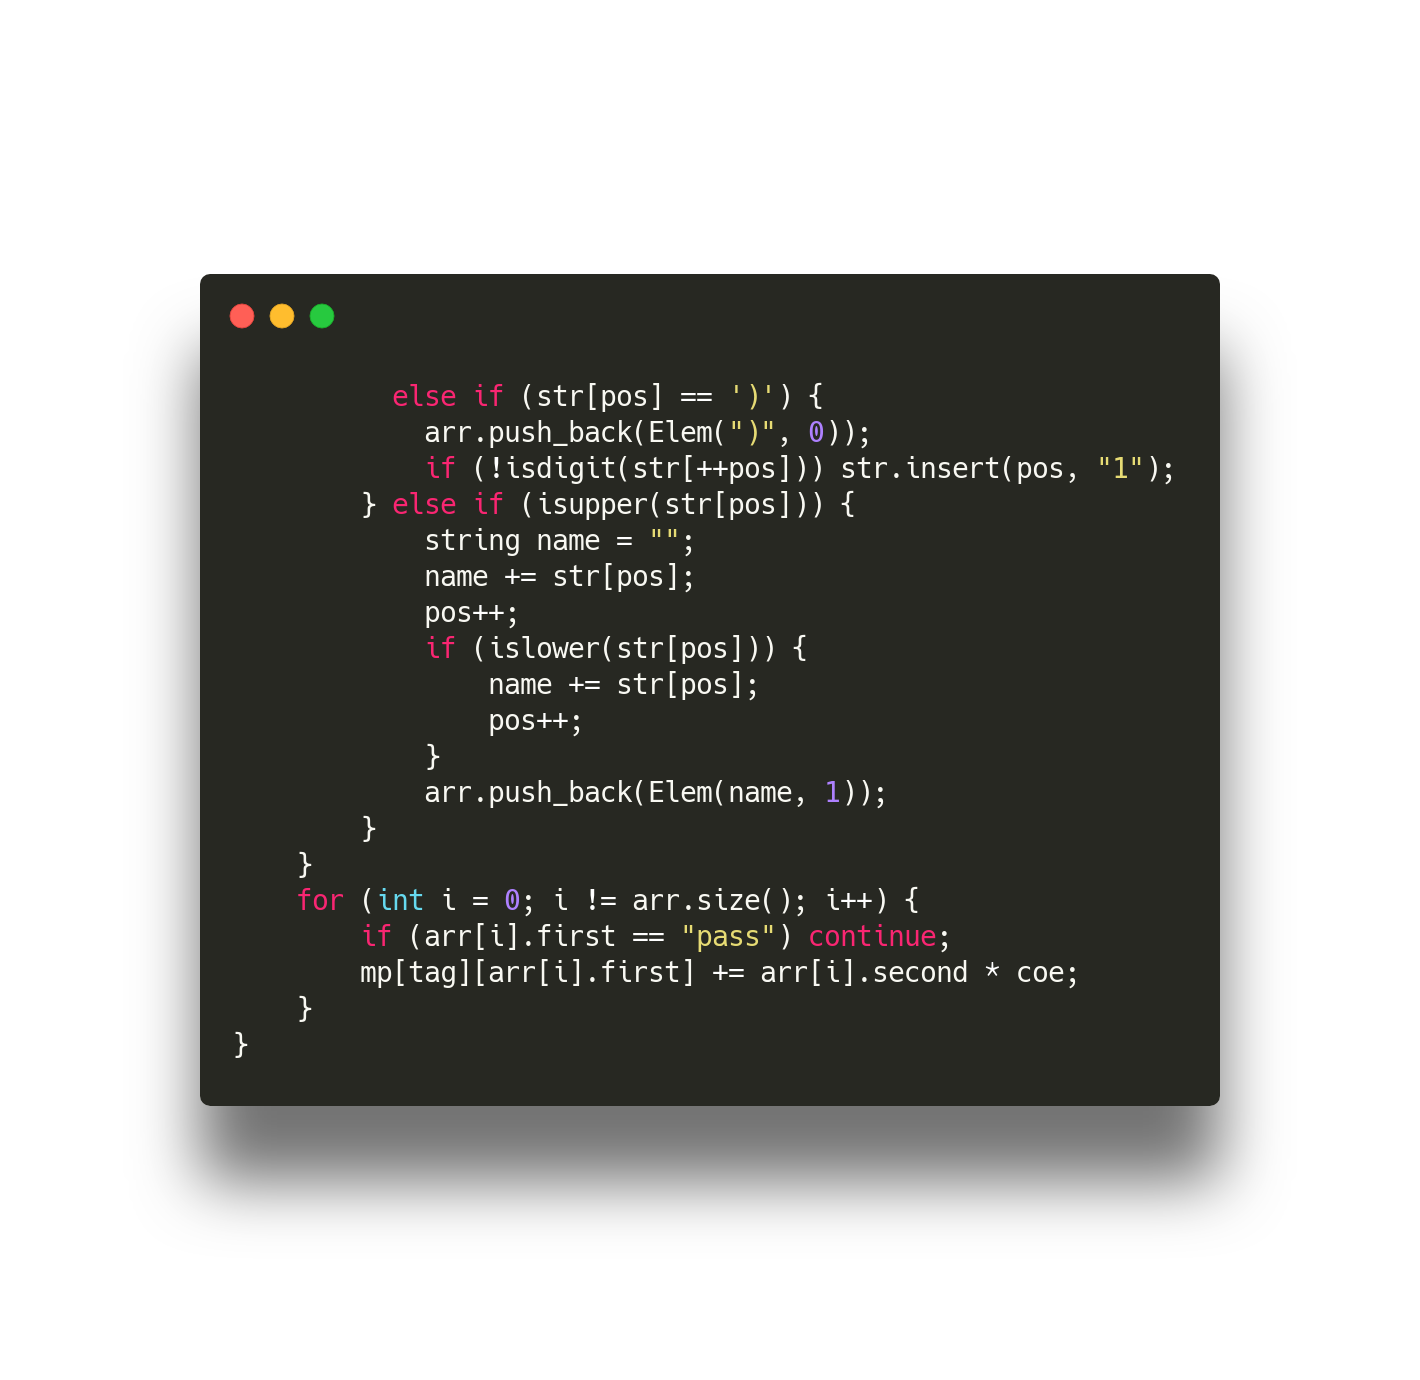 else if (str[pos] == ')') {
arr.push_back(Elem(")", 0));
if (!isdigit(str[++pos])) str.insert(pos, "1");
} else if (isupper(str[pos])) {
string name = "";
name += str[pos];
pos++;
if (islower(str[pos])) {
name += str[pos];
pos++;
}
arr.push_back(Elem(name, 1));
}
}
for (int i = 0; i != arr.size(); i++) {
if (arr[i].first == "pass") continue;
mp[tag][arr[i].first] += arr[i].second * coe;
}
}